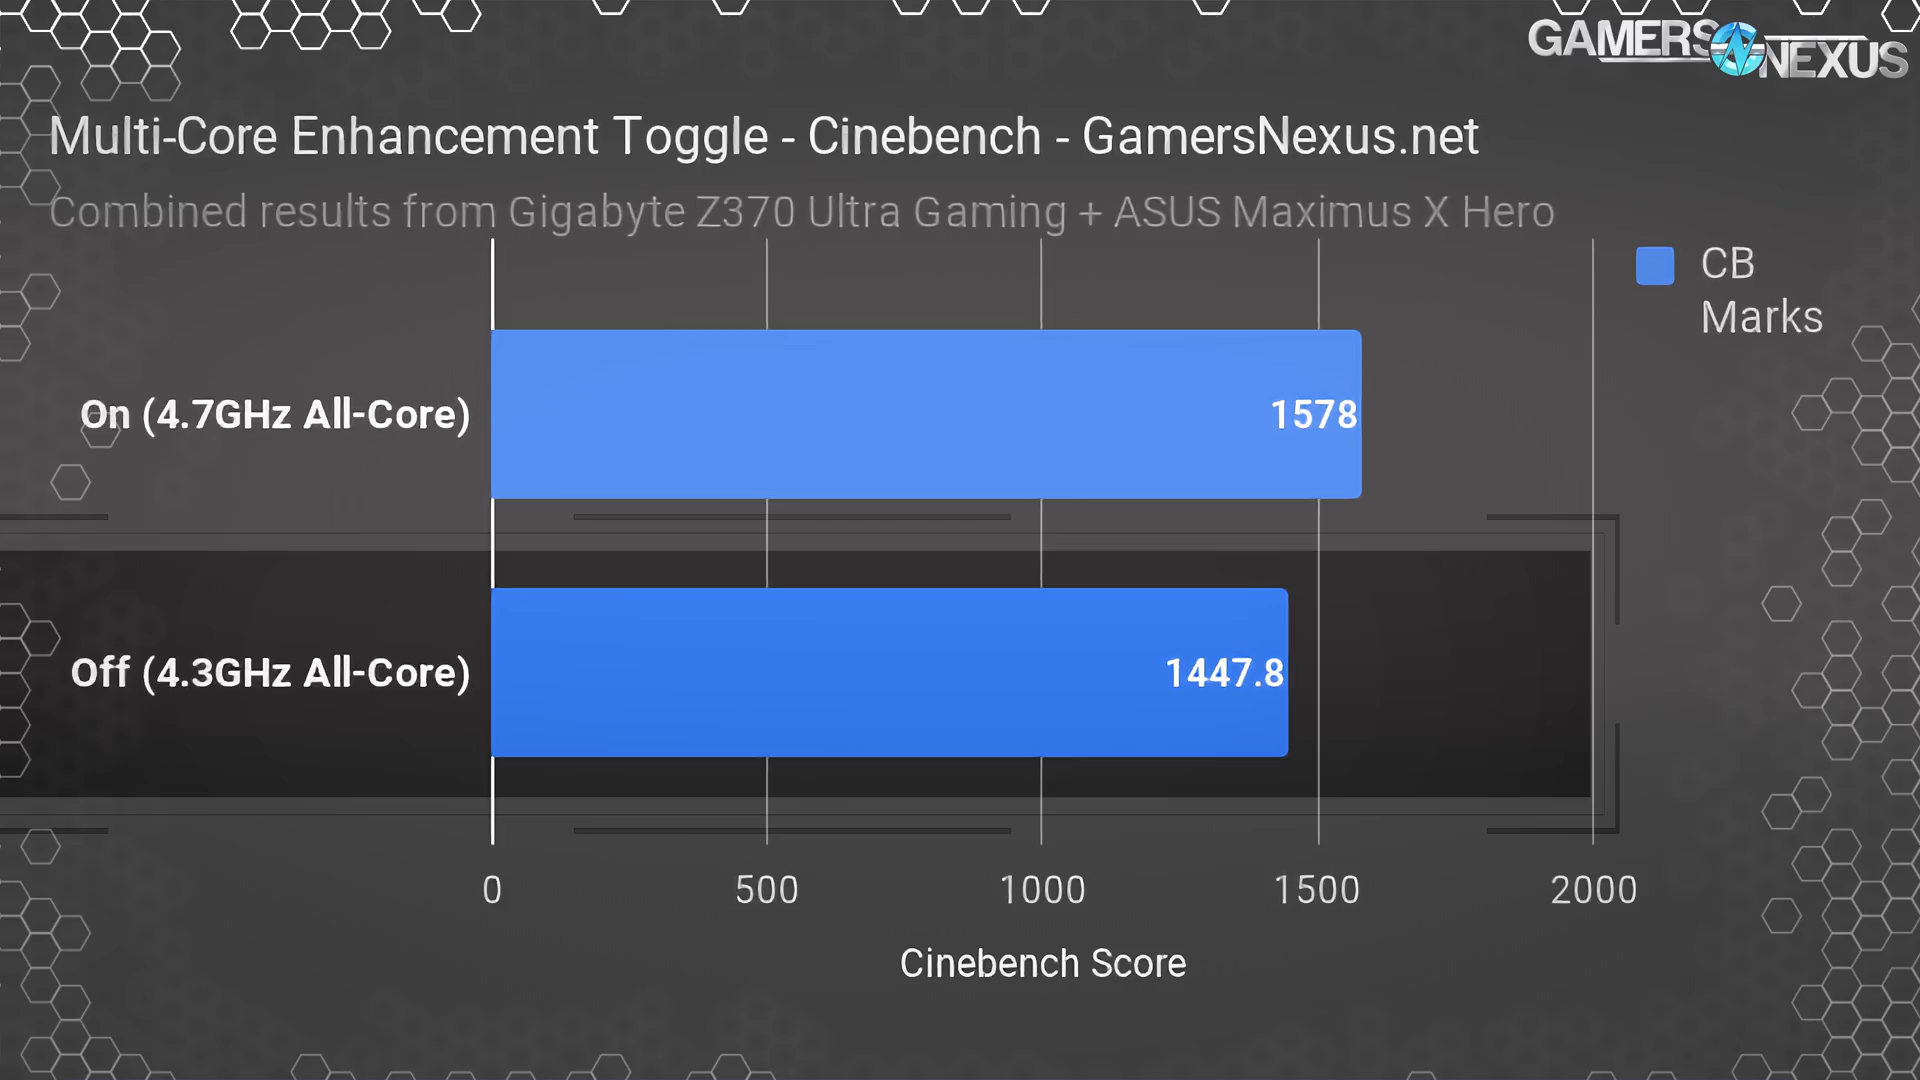 GAMERS NEXUS
Multi-Core Enhancement Toggle - Cinebench - GamersNexus.net
Combined results from Gigabyte Z370 Ultra Gaming + ASUS Maximus X Hero
CB
Marks
On (4.7GHz All-Core)
1578
Off (4.3GHz All-Core)
1447.8
0 500 1000 1500 2000
Cinebench Score